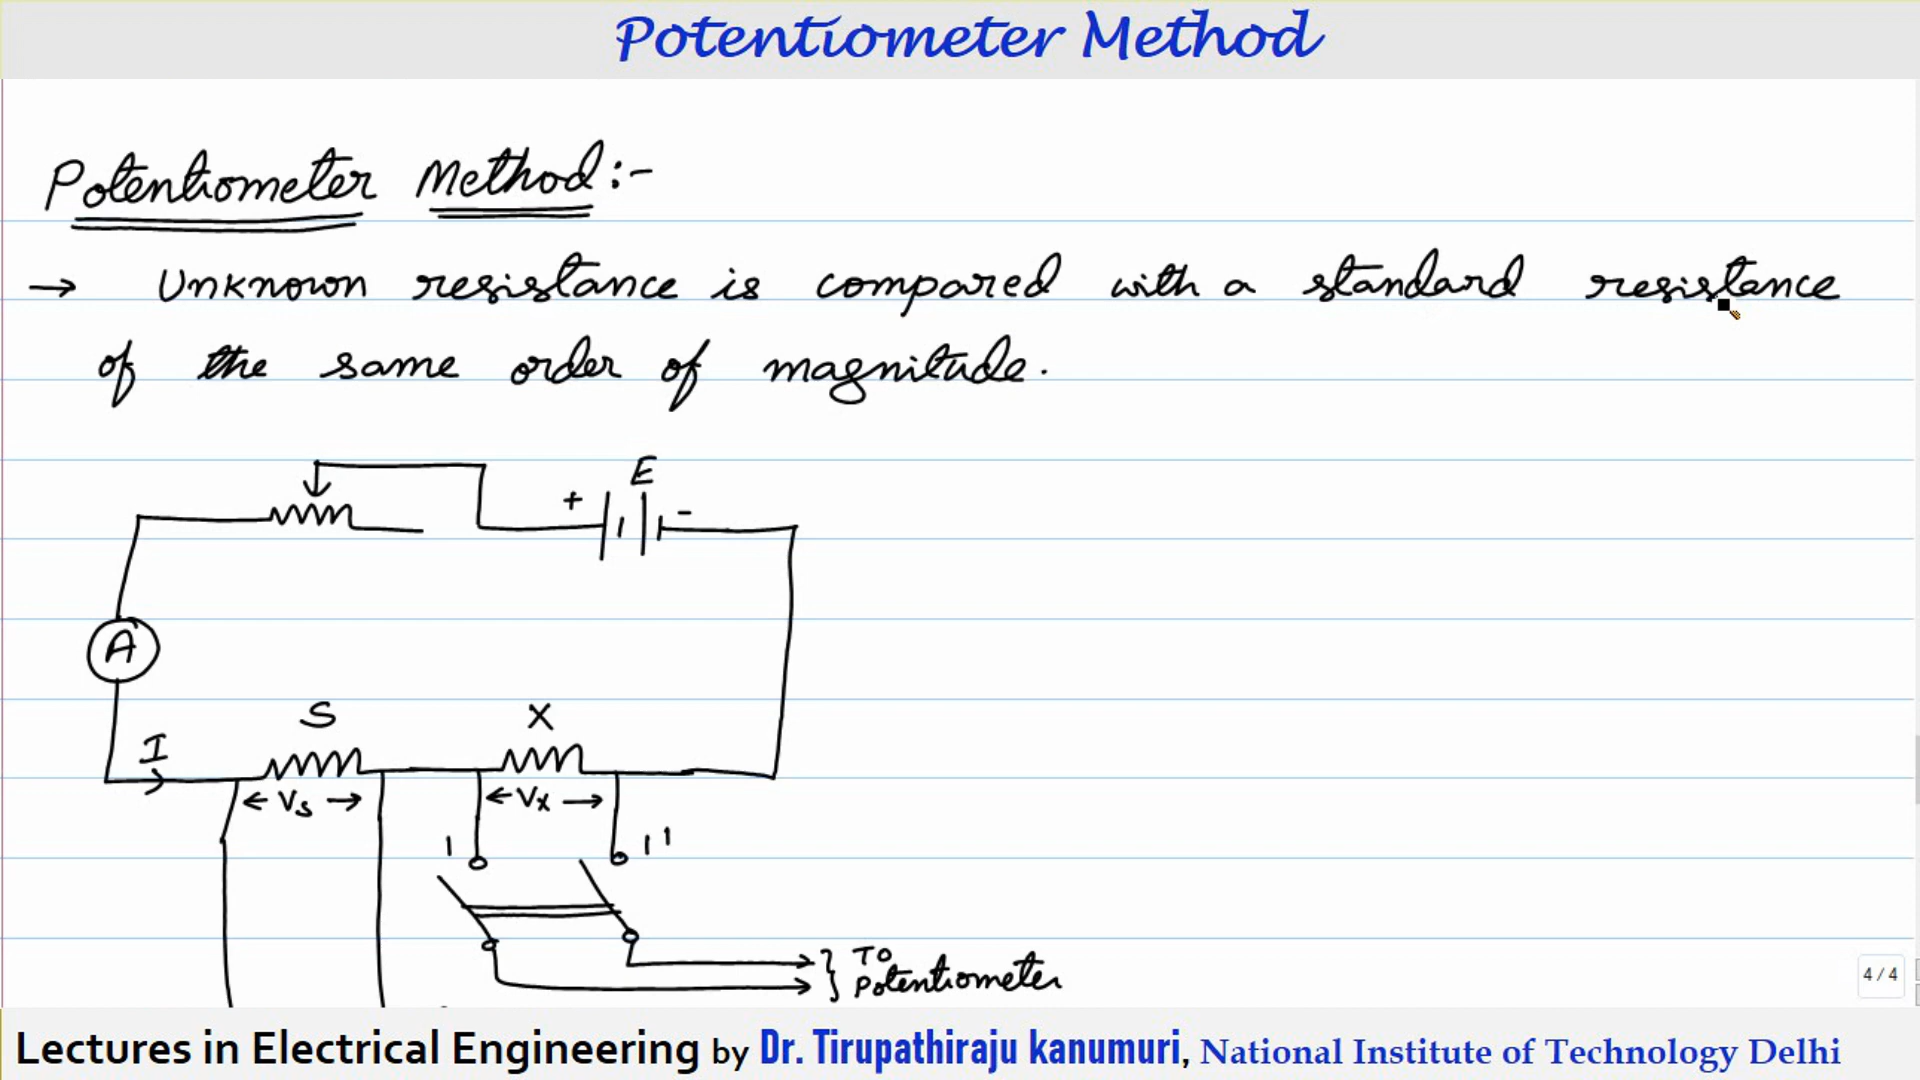 Potentiometer Method
Potentiometer Method:-
→ Unknown resistance is compared with a standard resistance
of the same order of magnitude.
E
+ -
A
S X
I
← Vs → ← Vx →
1 1'
To
Potentiometer
4 / 4
Lectures in Electrical Engineering by Dr. Tirupathiraju kanumuri, National Institute of Technology Delhi